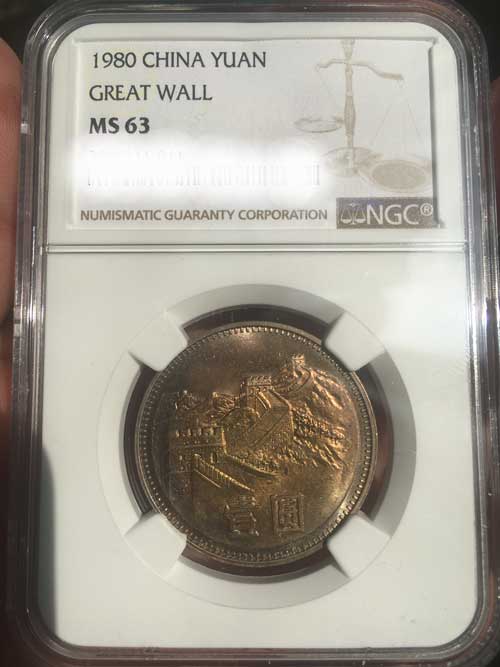 1980 CHINA YUAN
GREAT WALL
MS 63
NUMISMATIC GUARANTY CORPORATION
NGC®
壹圆